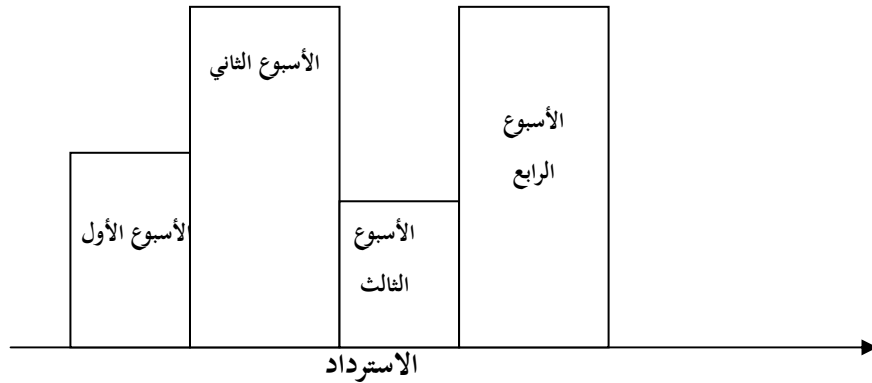 الأسبوع الأول
الأسبوع الثاني
الأسبوع
الثالث
الأسبوع
الرابع
الاسترداد